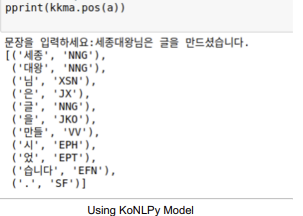 pprint(kkma.pos(a))
문장을 입력하세요:세종대왕님은 글을 만드셨습니다.
[('세종', 'NNG'),
('대왕', 'NNG'),
('님', 'XSN'),
('은', 'JX'),
('글', 'NNG'),
('을', 'JKO'),
('만들', 'VV'),
('시', 'EPH'),
('었', 'EPT'),
('습니다', 'EFN'),
('.', 'SF')]
Using KoNLPy Model